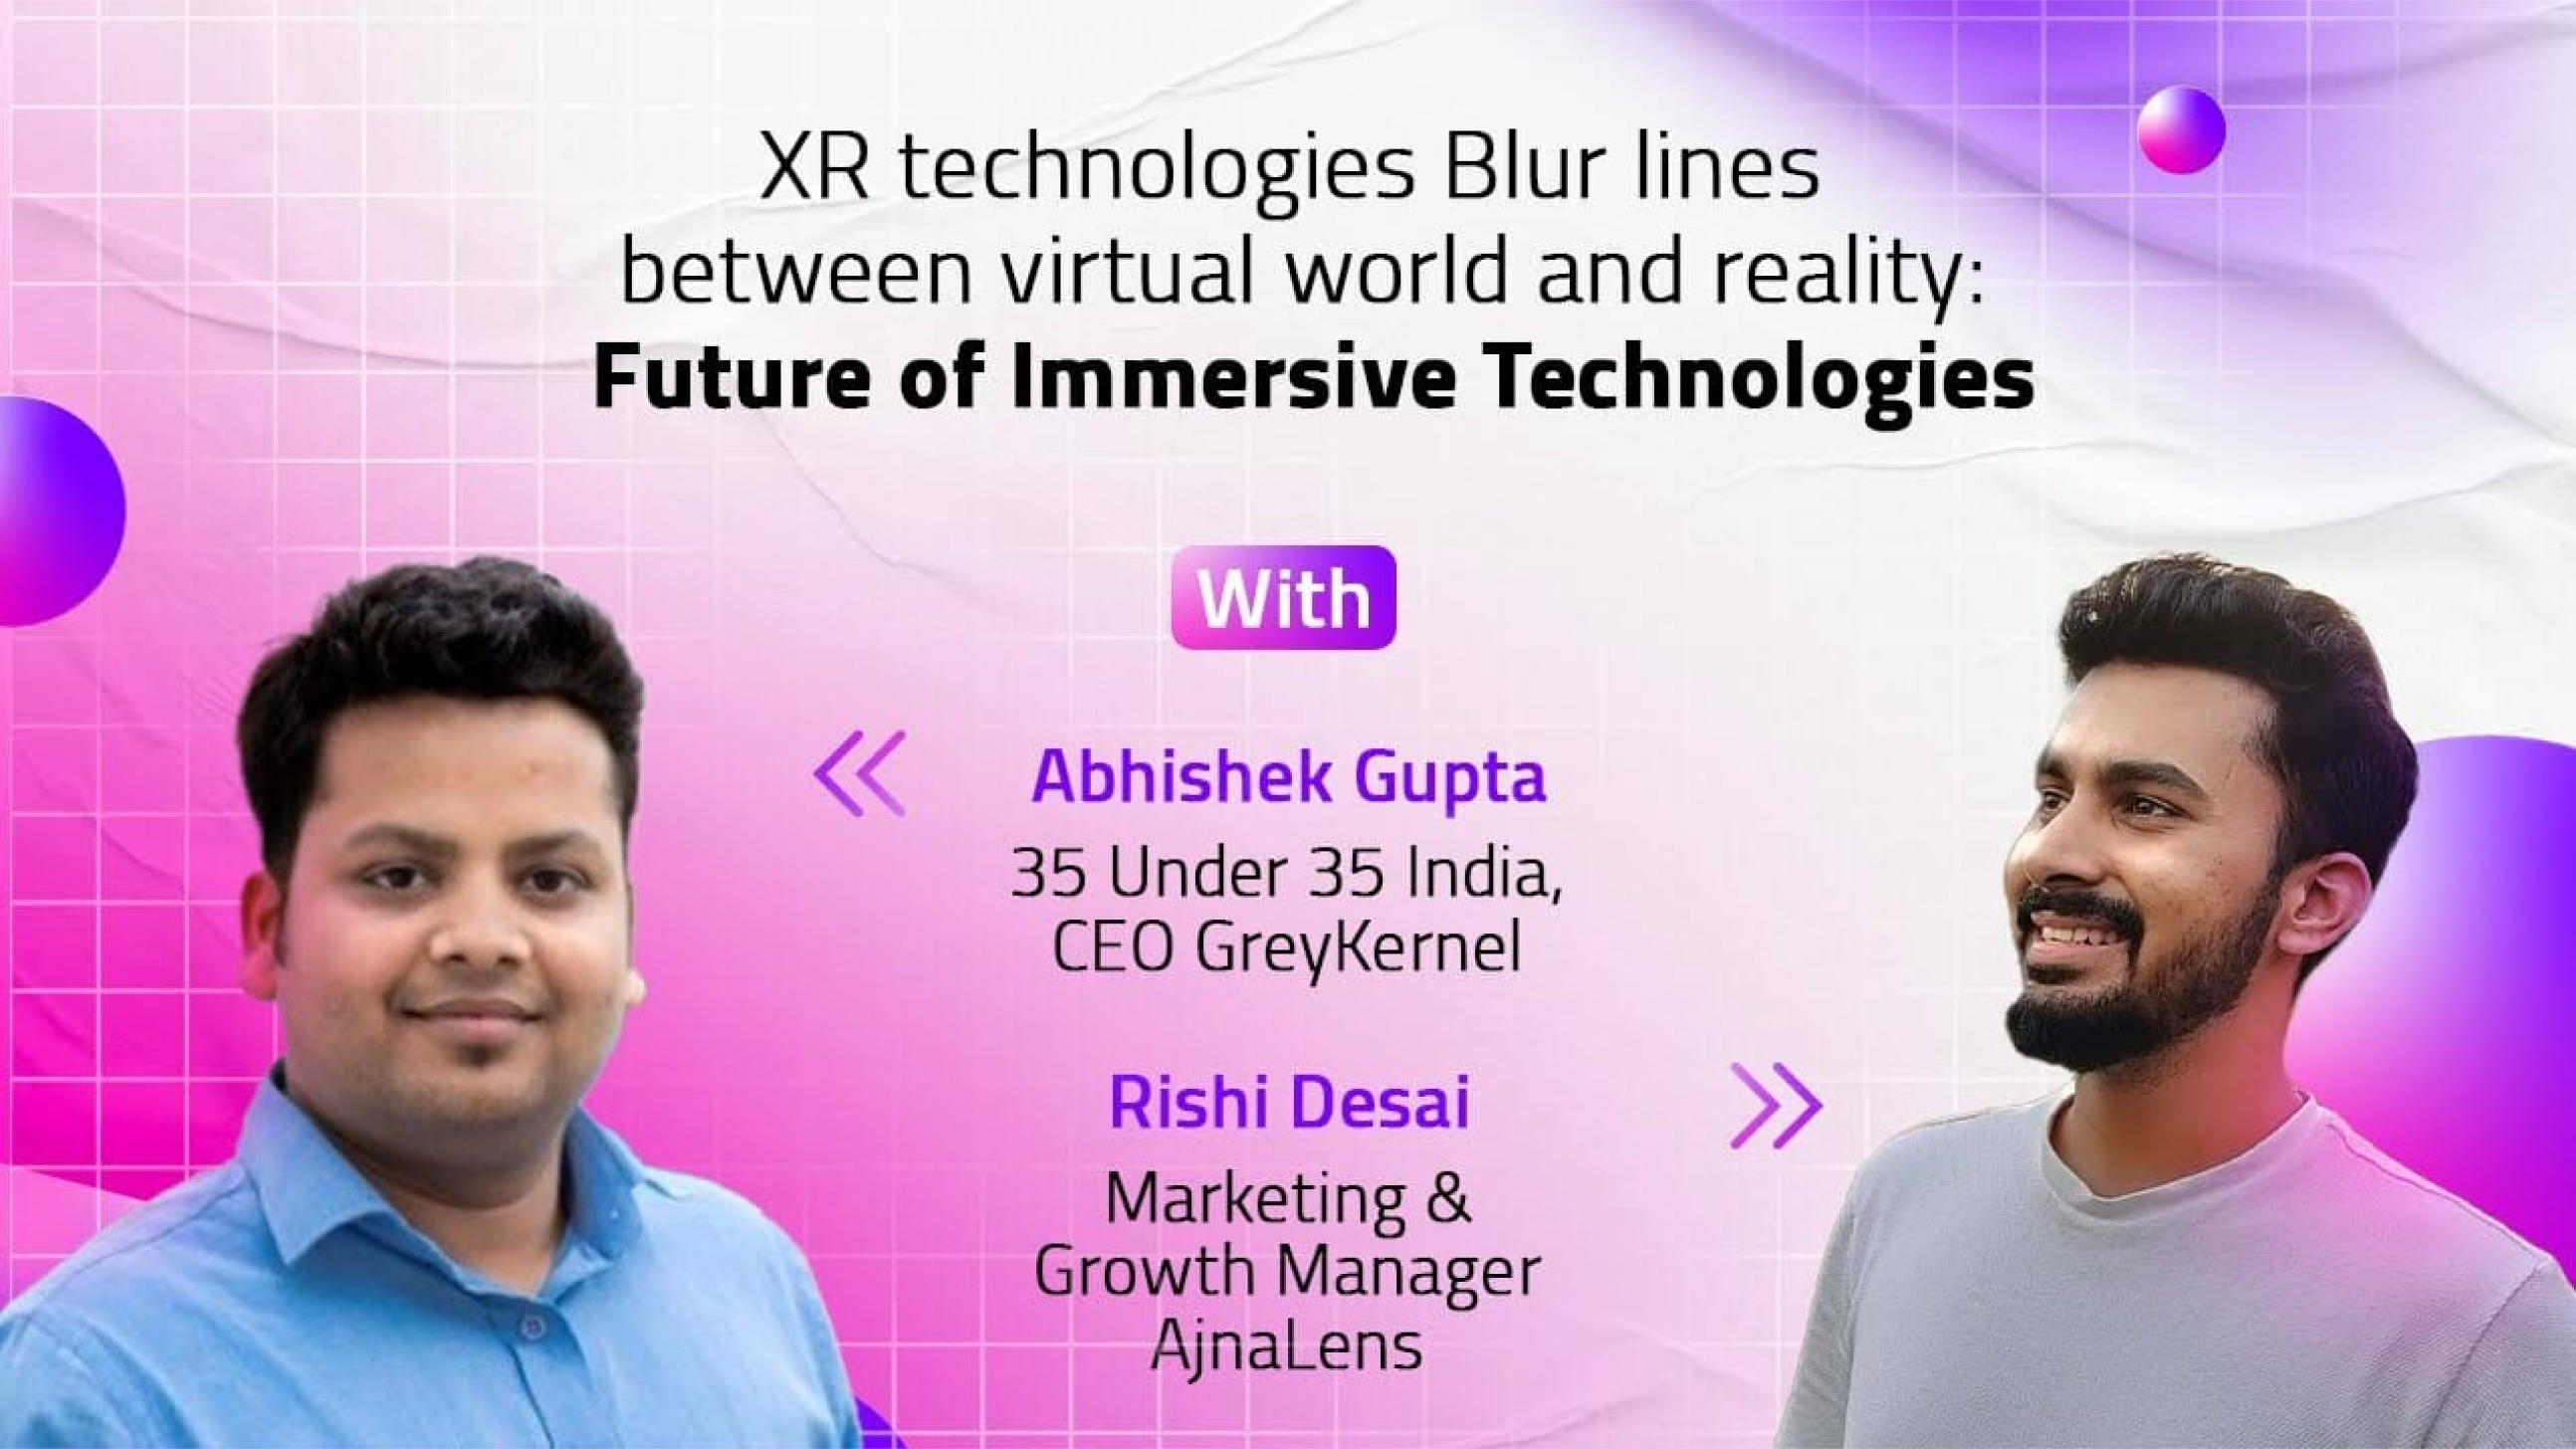 XR technologies Blur lines
between virtual world and reality:
Future of Immersive Technologies
With
Abhishek Gupta
35 Under 35 India,
CEO GreyKernel
Rishi Desai
Marketing &
Growth Manager
AjnaLens